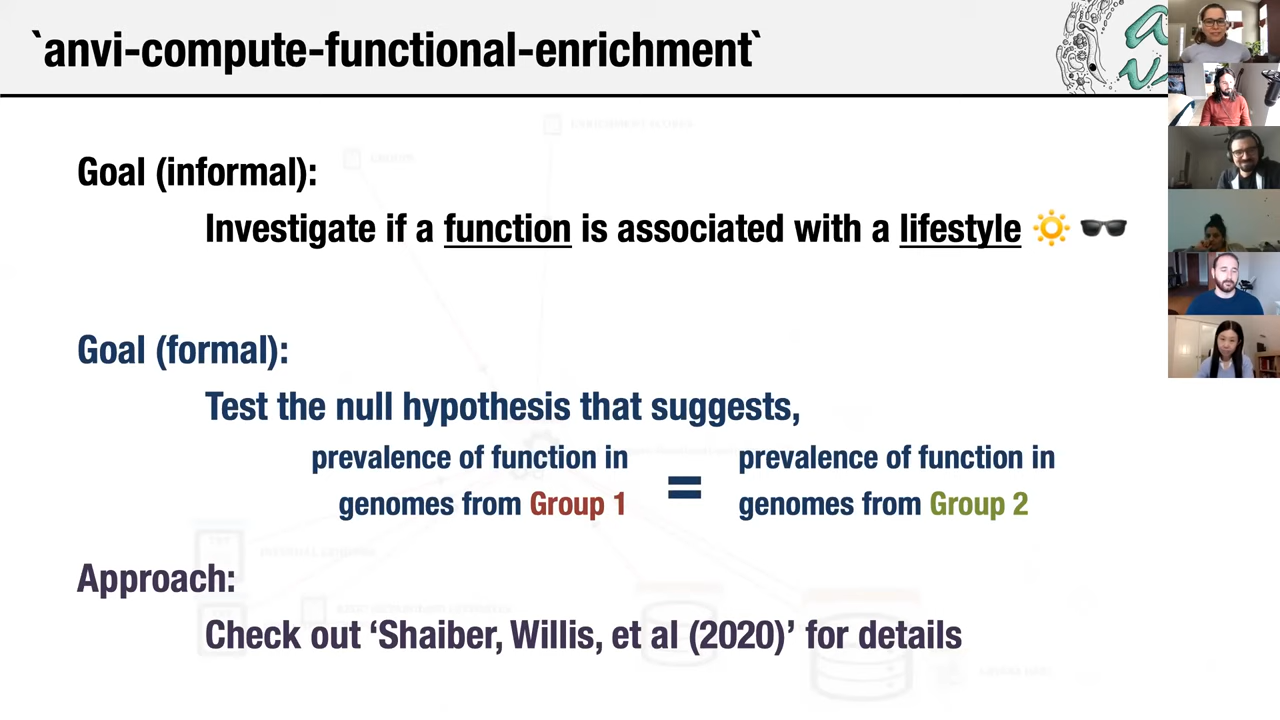 `anvi-compute-functional-enrichment`
Goal (informal):
Investigate if a function is associated with a lifestyle
Goal (formal):
Test the null hypothesis that suggests,
prevalence of function in
genomes from Group 1
=
prevalence of function in
genomes from Group 2
Approach:
Check out ‘Shaiber, Willis, et al (2020)’ for details